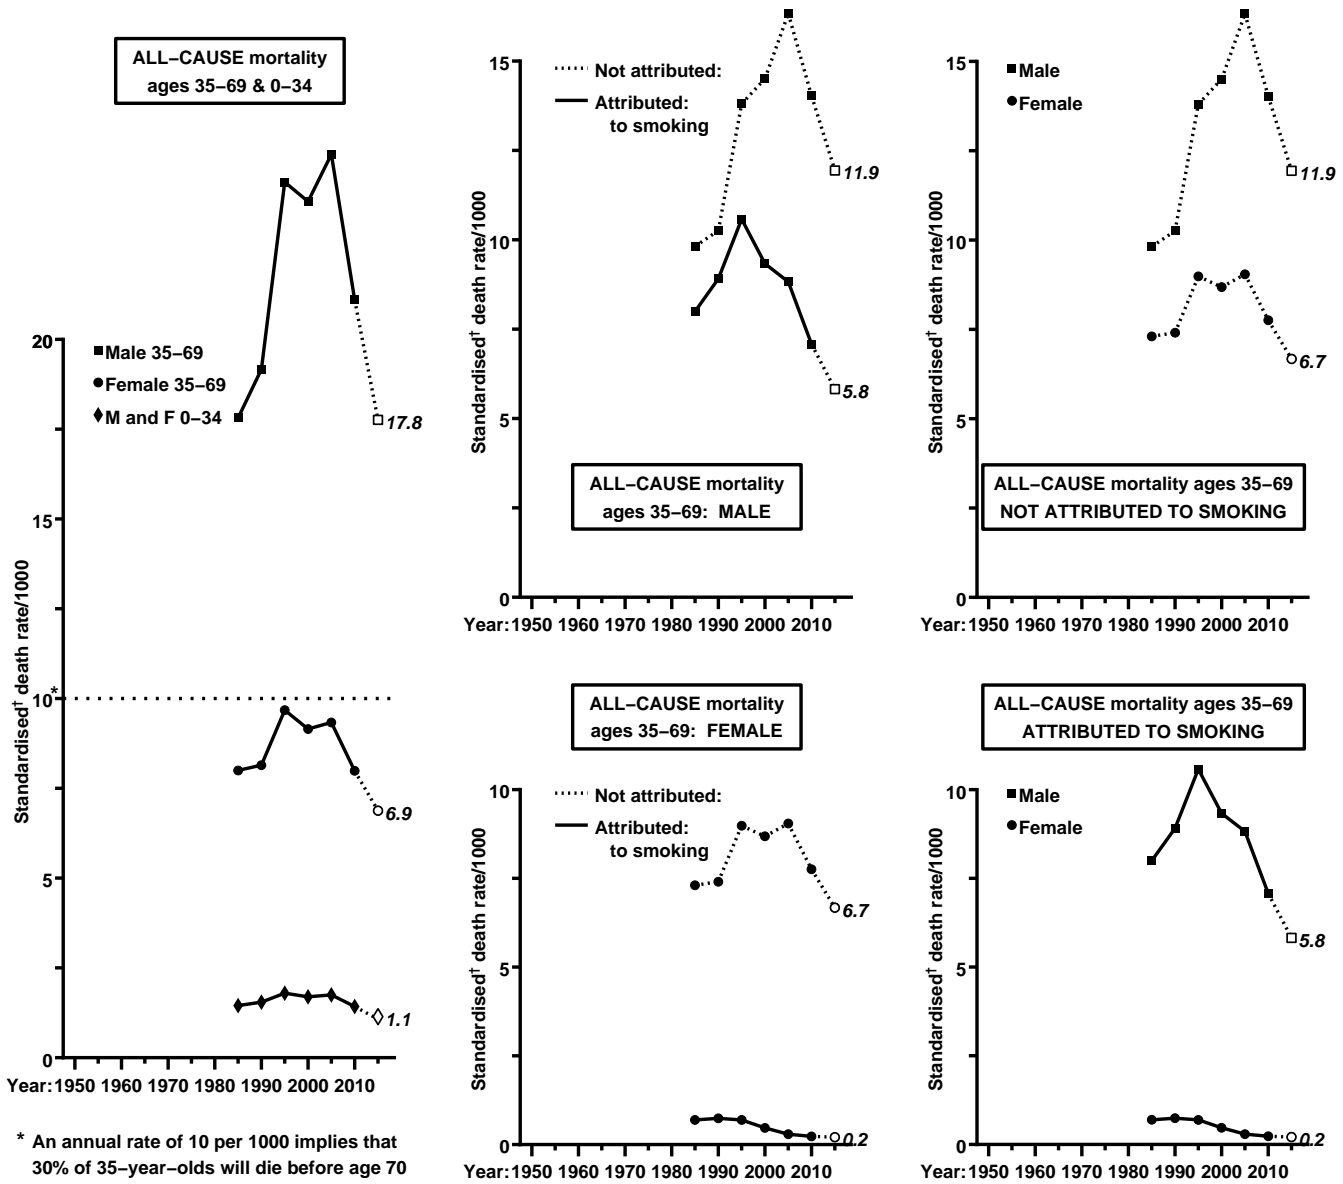 ALL−CAUSE mortality
ages 35−69 & 0−34
20
15
10
5
0
*
Standardised† death rate/1000
Male 35−69
Female 35−69
M and F 0−34
17.8
6.9
1.1
Year: 1950 1960 1970 1980 1990 2000 2010
* An annual rate of 10 per 1000 implies that
30% of 35−year−olds will die before age 70
15
10
5
0
Standardised† death rate/1000
Not attributed:
Attributed:
to smoking
11.9
5.8
ALL−CAUSE mortality
ages 35−69: MALE
Year: 1950 1960 1970 1980 1990 2000 2010
15
10
5
0
Standardised† death rate/1000
Male
Female
11.9
6.7
ALL−CAUSE mortality ages 35−69
NOT ATTRIBUTED TO SMOKING
Year: 1950 1960 1970 1980 1990 2000 2010
ALL−CAUSE mortality
ages 35−69: FEMALE
10
5
0
Standardised† death rate/1000
Not attributed:
Attributed:
to smoking
6.7
0.2
Year: 1950 1960 1970 1980 1990 2000 2010
ALL−CAUSE mortality ages 35−69
ATTRIBUTED TO SMOKING
10
5
0
Standardised† death rate/1000
Male
Female
5.8
0.2
Year: 1950 1960 1970 1980 1990 2000 2010